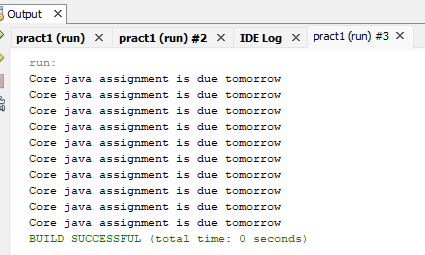 Output
pract1 (run) pract1 (run) #2 IDE Log pract1 (run) #3
run:
Core java assignment is due tomorrow
Core java assignment is due tomorrow
Core java assignment is due tomorrow
Core java assignment is due tomorrow
Core java assignment is due tomorrow
Core java assignment is due tomorrow
Core java assignment is due tomorrow
Core java assignment is due tomorrow
Core java assignment is due tomorrow
Core java assignment is due tomorrow
BUILD SUCCESSFUL (total time: 0 seconds)